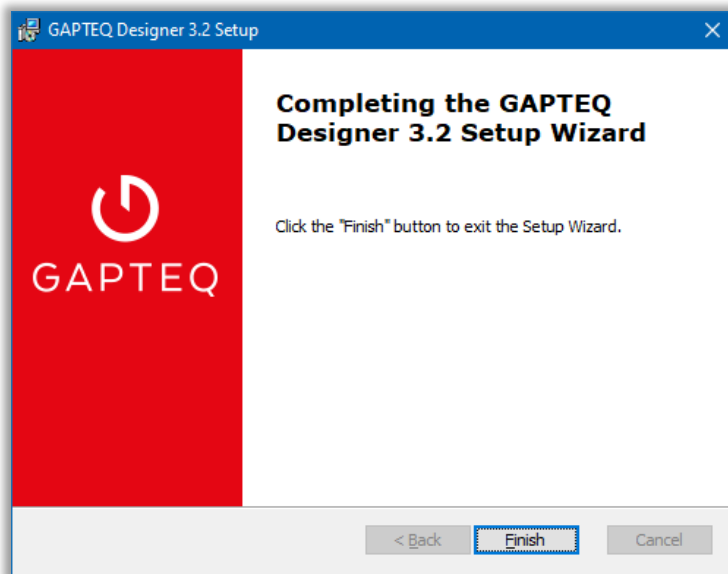 GAPTEQ Designer 3.2 Setup
GAPTEQ
Completing the GAPTEQ
Designer 3.2 Setup Wizard
Click the "Finish" button to exit the Setup Wizard.
< Back
Finish
Cancel